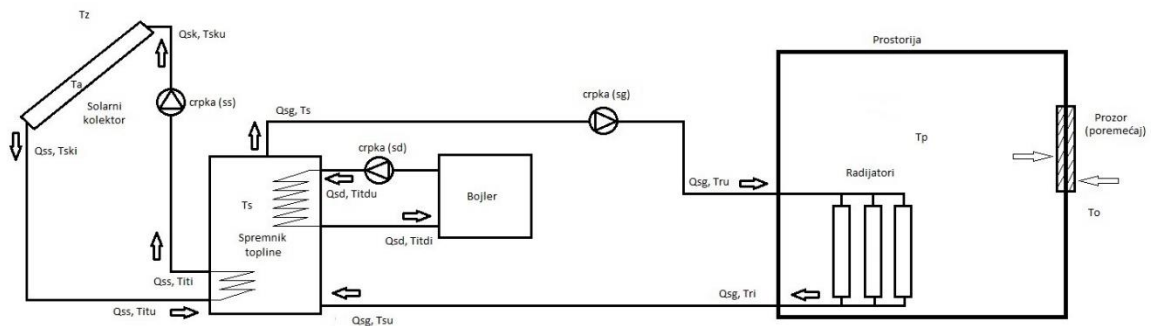 Tz
Qsk, Tsku
Prostorija
Ta
Solarni
kolektor
crpka (ss)
crpka (sg)
Qsg, Ts
Prozor
(poremećaj)
crpka (sd)
Tp
Qss, Tski
Radijatori
Qsd, Titdu
Bojler
Qsg, Tru
Ts
To
Spremnik
topline
Qsd, Titdi
Qss, Titi
Qsg, Tri
Qss, Titu
Qsg, Tsu